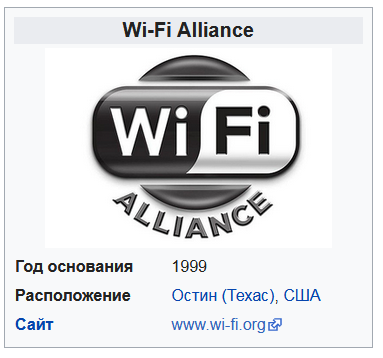 Wi-Fi Alliance
Wi Fi
ALLIANCE
Год основания 1999
Расположение Остин (Техас), США
Сайт www.wi-fi.org